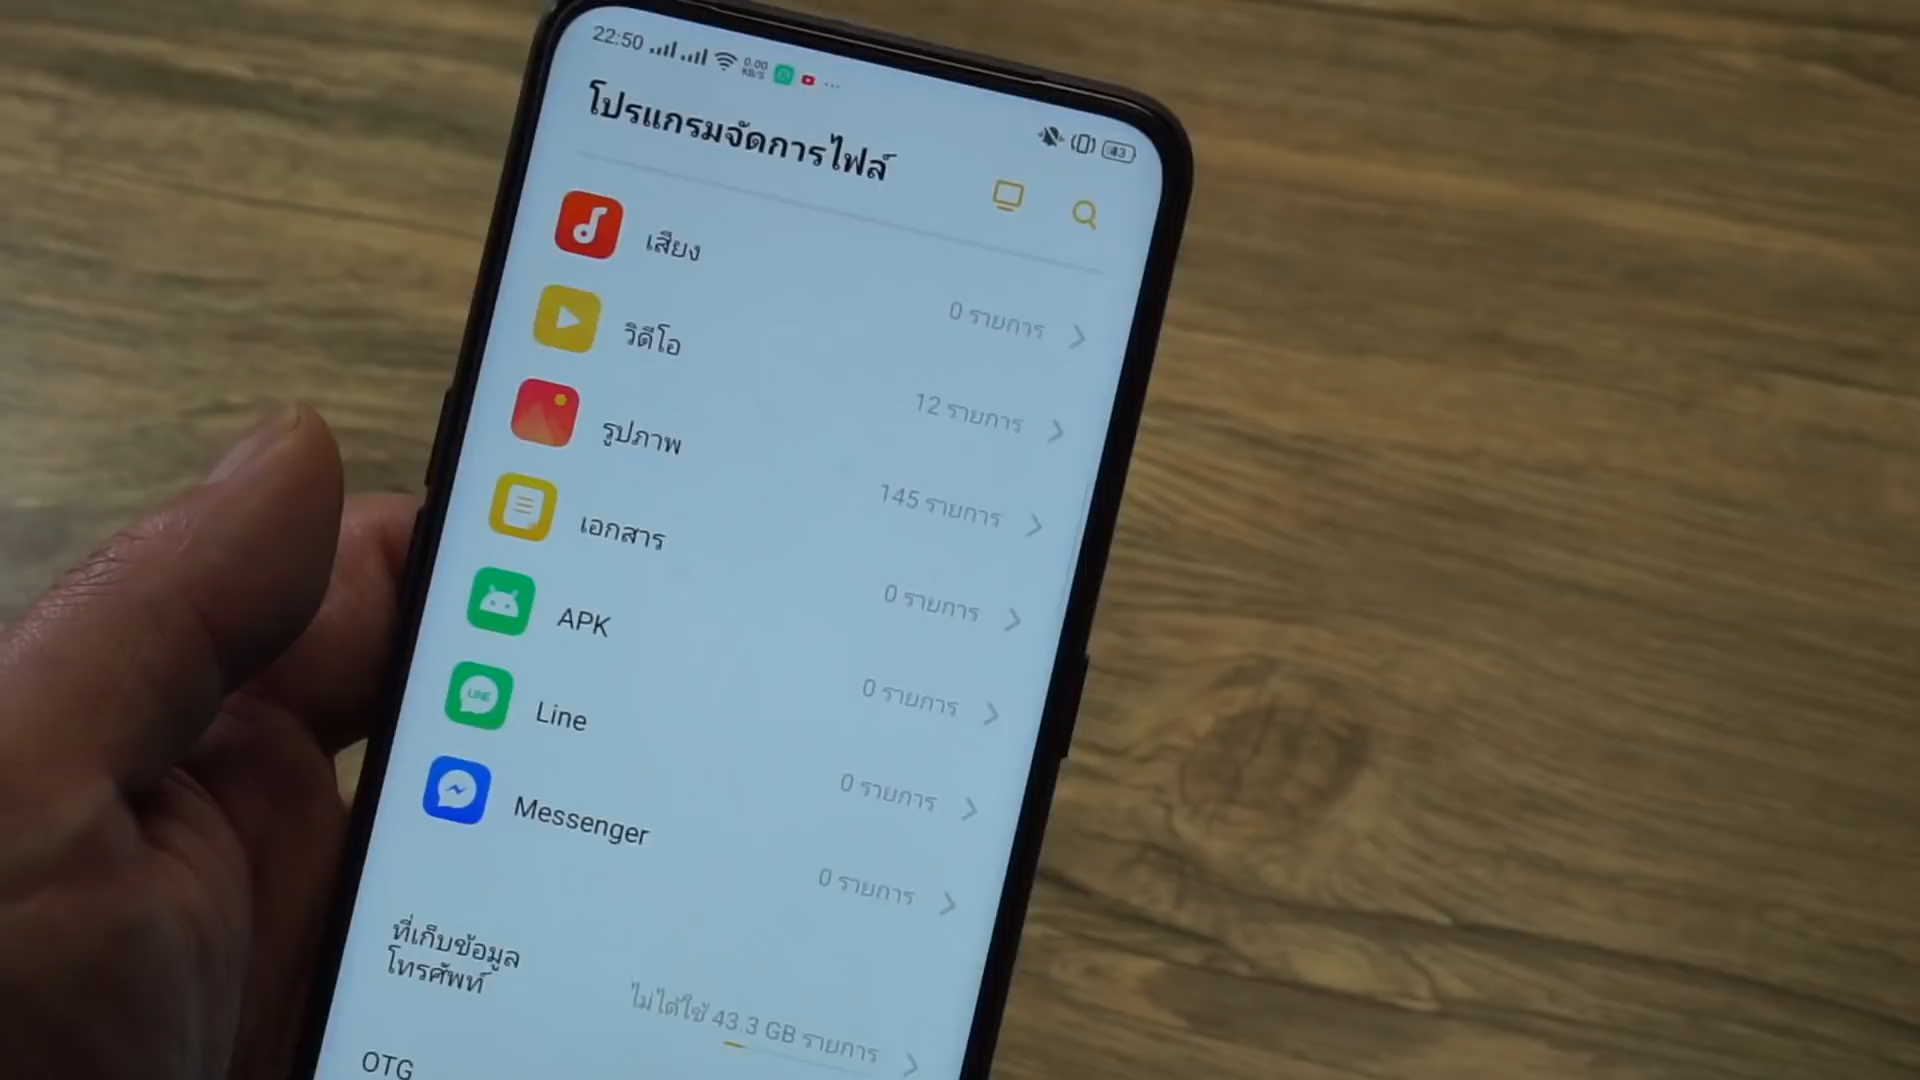 22:50 0.00 KB/S ...
43
โปรแกรมจัดการไฟล์
เสียง
0 รายการ
วิดีโอ
12 รายการ
รูปภาพ
145 รายการ
เอกสาร
0 รายการ
APK
0 รายการ
LINE
Line
0 รายการ
Messenger
0 รายการ
ที่เก็บข้อมูล
โทรศัพท์
ไม่ได้ใช้ 43.3 GB รายการ
OTG